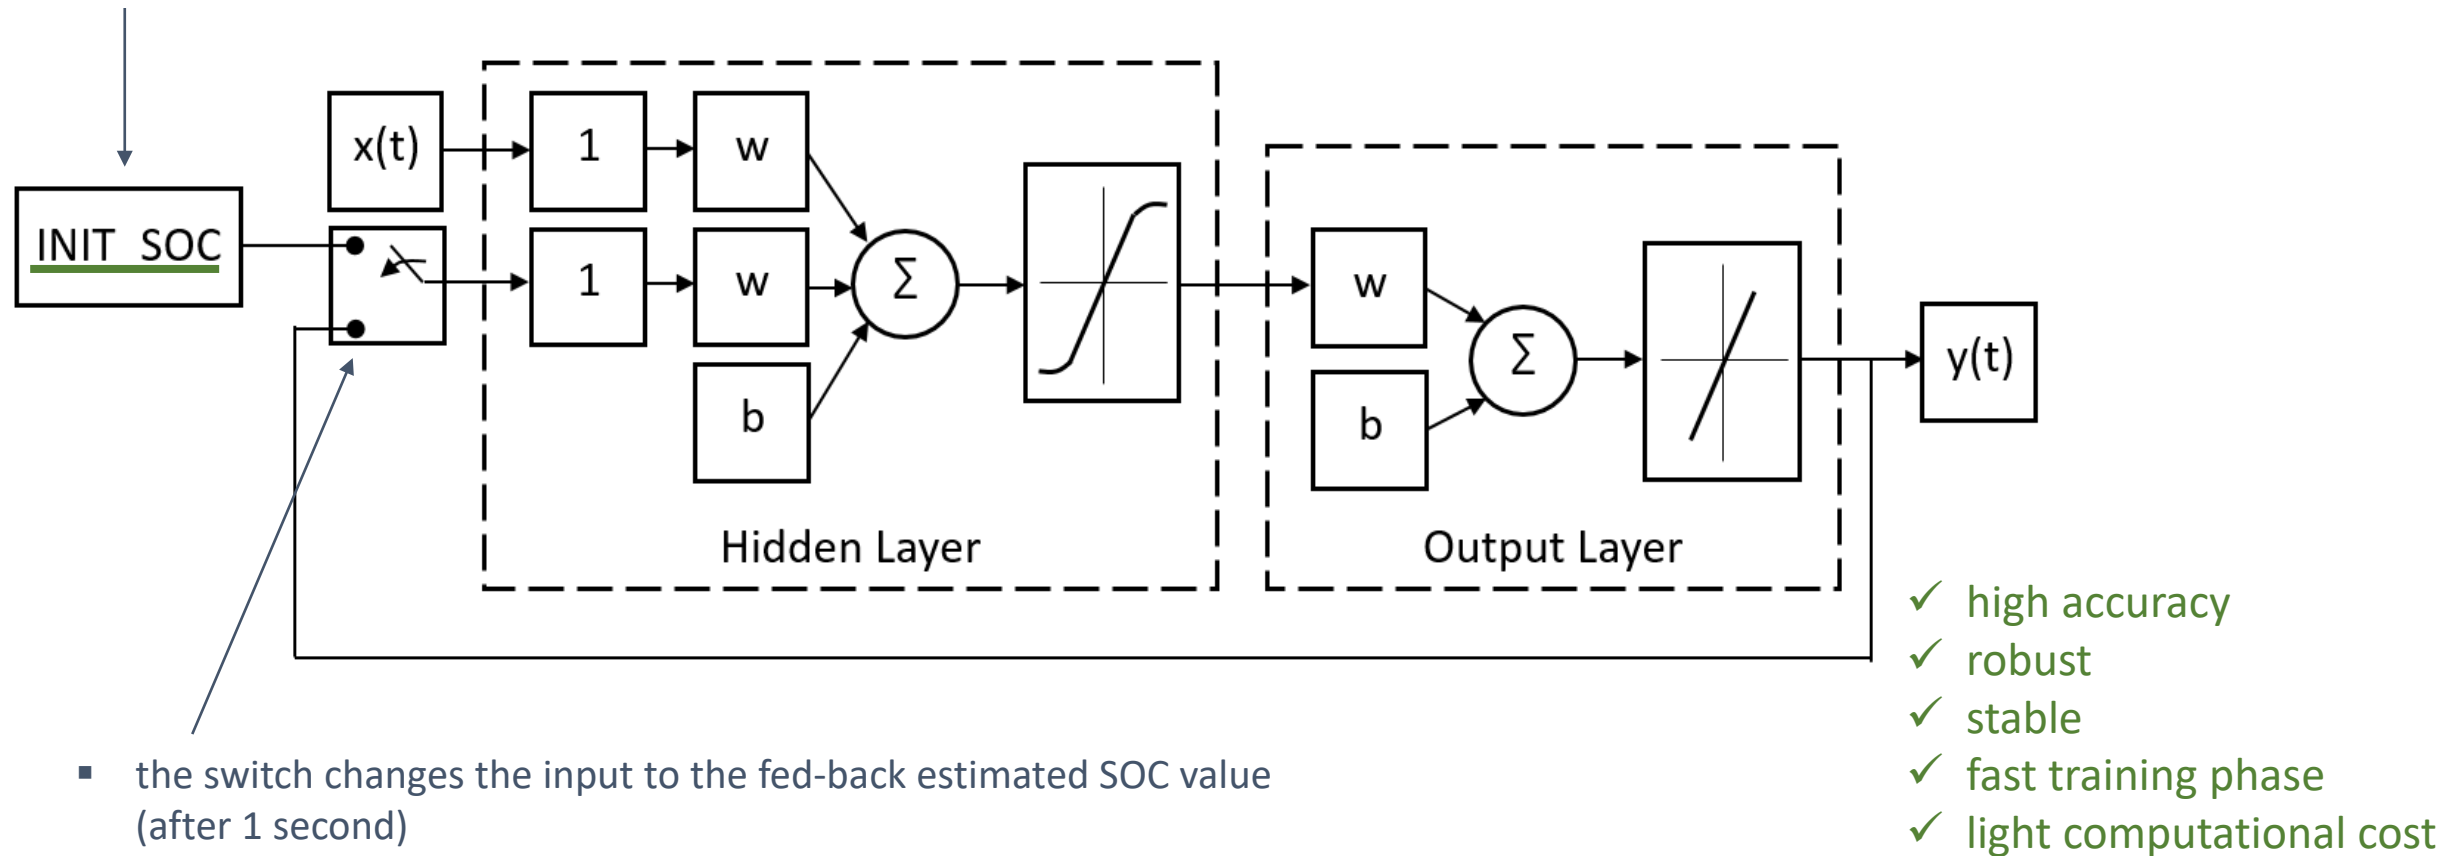 x(t)
1
w
INIT_SOC
1
w
Σ
b
Hidden Layer
w
b
Σ
Output Layer
y(t)
✓ high accuracy
✓ robust
✓ stable
✓ fast training phase
✓ light computational cost
▪ the switch changes the input to the fed-back estimated SOC value
(after 1 second)